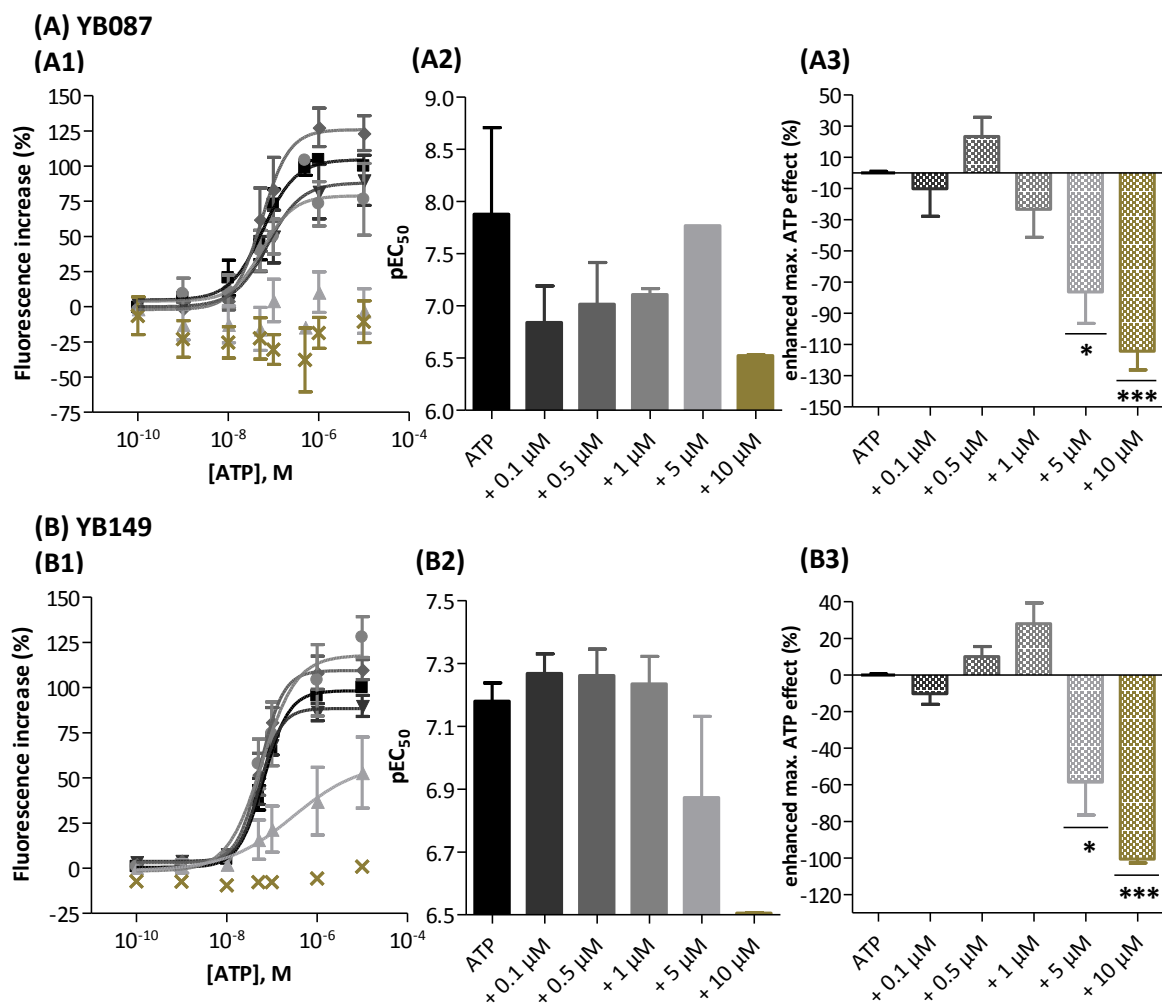 (A) YB087
(A1)
(A2)
(A3)
Fluorescence increase (%)
150
125
100
75
50
25
0
-25
-50
-75
10-10
10-8
10-6
10-4
[ATP], M
pEC50
9.0
8.5
8.0
7.5
7.0
6.5
6.0
ATP
+ 0.1 µM
+ 0.5 µM
+ 1 µM
+ 5 µM
+ 10 µM
enhanced max. ATP effect (%)
50
30
10
-10
-30
-50
-70
-90
-110
-130
-150
*
***
ATP
+ 0.1 µM
+ 0.5 µM
+ 1 µM
+ 5 µM
+ 10 µM
(B) YB149
(B1)
(B2)
(B3)
Fluorescence increase (%)
150
125
100
75
50
25
0
-25
10-10
10-8
10-6
10-4
[ATP], M
pEC50
7.5
7.3
7.1
6.9
6.7
6.5
ATP
+ 0.1 µM
+ 0.5 µM
+ 1 µM
+ 5 µM
+ 10 µM
enhanced max. ATP effect (%)
40
20
0
-20
-40
-60
-80
-100
-120
*
***
ATP
+ 0.1 µM
+ 0.5 µM
+ 1 µM
+ 5 µM
+ 10 µM